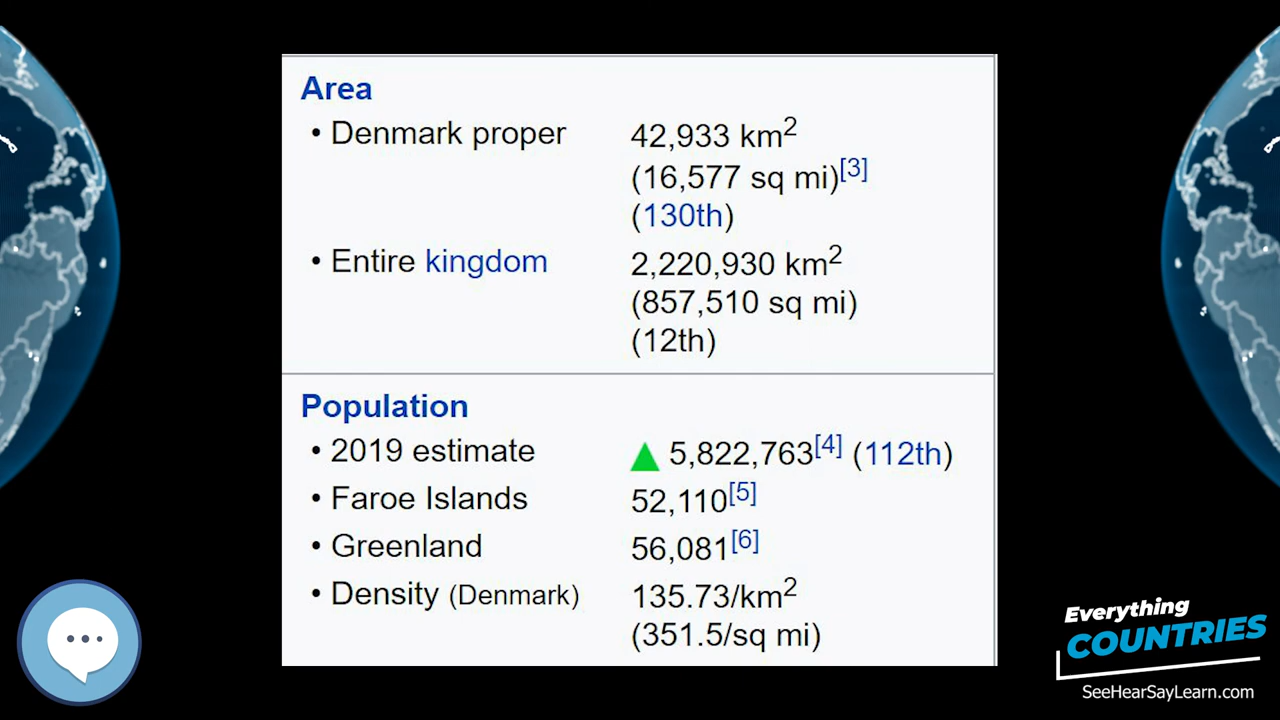 Area
• Denmark proper 42,933 km²
(16,577 sq mi)[3]
(130th)
• Entire kingdom 2,220,930 km²
(857,510 sq mi)
(12th)
Population
• 2019 estimate ▲ 5,822,763[4] (112th)
• Faroe Islands 52,110[5]
• Greenland 56,081[6]
• Density (Denmark) 135.73/km²
(351.5/sq mi)
Everything
COUNTRIES
SeeHearSayLearn.com